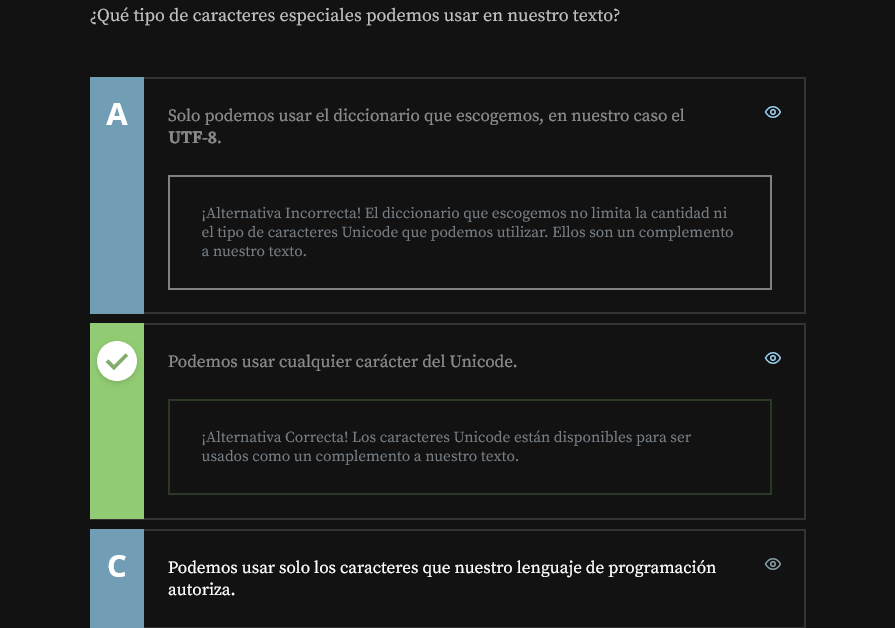 ¿Qué tipo de caracteres especiales podemos usar en nuestro texto?
A
Solo podemos usar el diccionario que escogemos, en nuestro caso el
UTF-8.
¡Alternativa Incorrecta! El diccionario que escogemos no limita la cantidad ni
el tipo de caracteres Unicode que podemos utilizar. Ellos son un complemento
a nuestro texto.
Podemos usar cualquier carácter del Unicode.
¡Alternativa Correcta! Los caracteres Unicode están disponibles para ser
usados como un complemento a nuestro texto.
C
Podemos usar solo los caracteres que nuestro lenguaje de programación
autoriza.